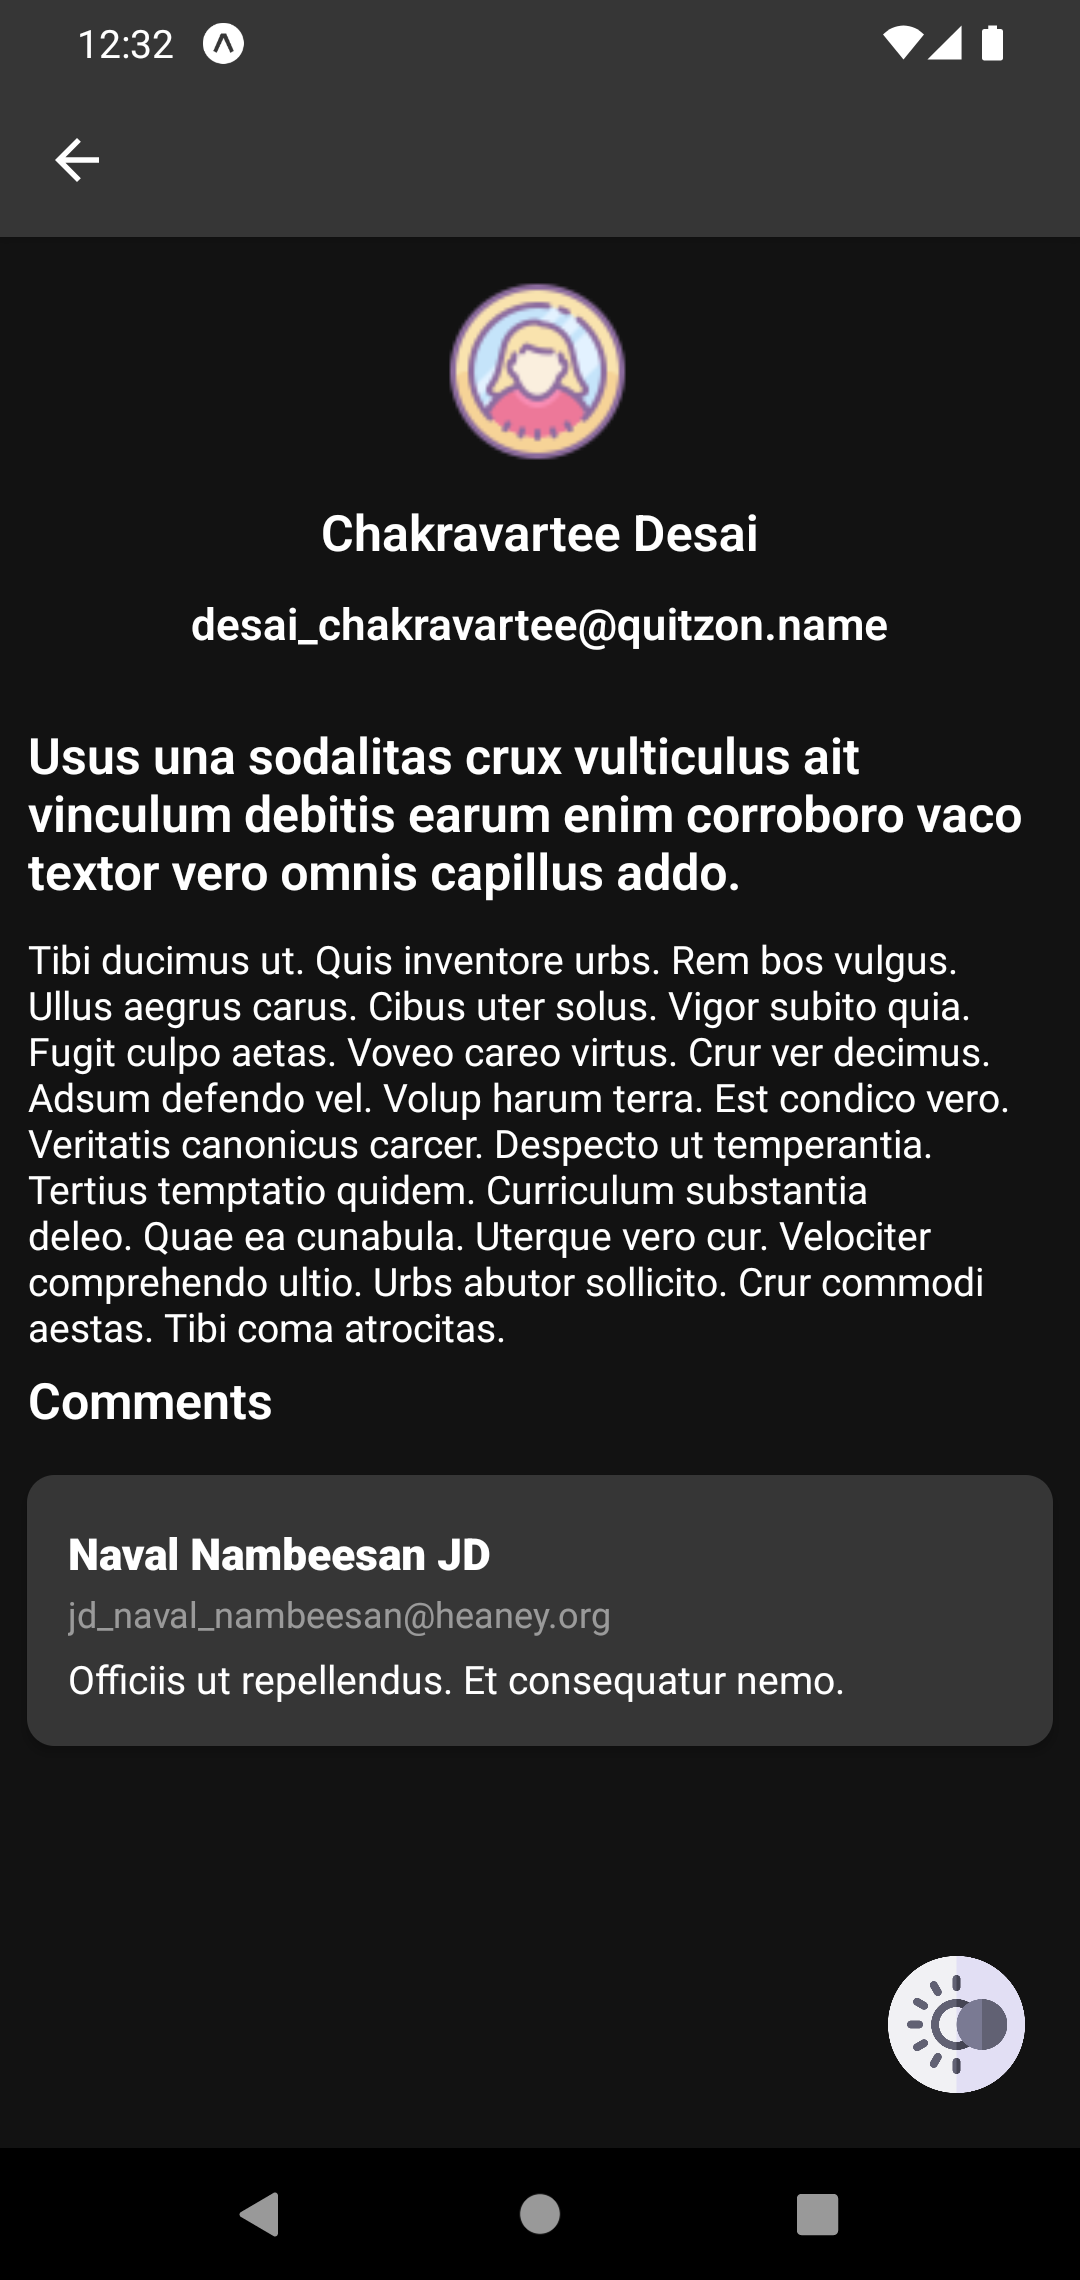 12:32
Chakravartee Desai
desai_chakravartee@quitzon.name
Usus una sodalitas crux vulticulus ait
vinculum debitis earum enim corroboro vaco
textor vero omnis capillus addo.
Tibi ducimus ut. Quis inventore urbs. Rem bos vulgus.
Ullus aegrus carus. Cibus uter solus. Vigor subito quia.
Fugit culpo aetas. Voveo careo virtus. Crur ver decimus.
Adsum defendo vel. Volup harum terra. Est condico vero.
Veritatis canonicus carcer. Despecto ut temperantia.
Tertius temptatio quidem. Curriculum substantia
deleo. Quae ea cunabula. Uterque vero cur. Velociter
comprehendo ultio. Urbs abutor sollicito. Crur commodi
aestas. Tibi coma atrocitas.
Comments
Naval Nambeesan JD
jd_naval_nambeesan@heaney.org
Officiis ut repellendus. Et consequatur nemo.